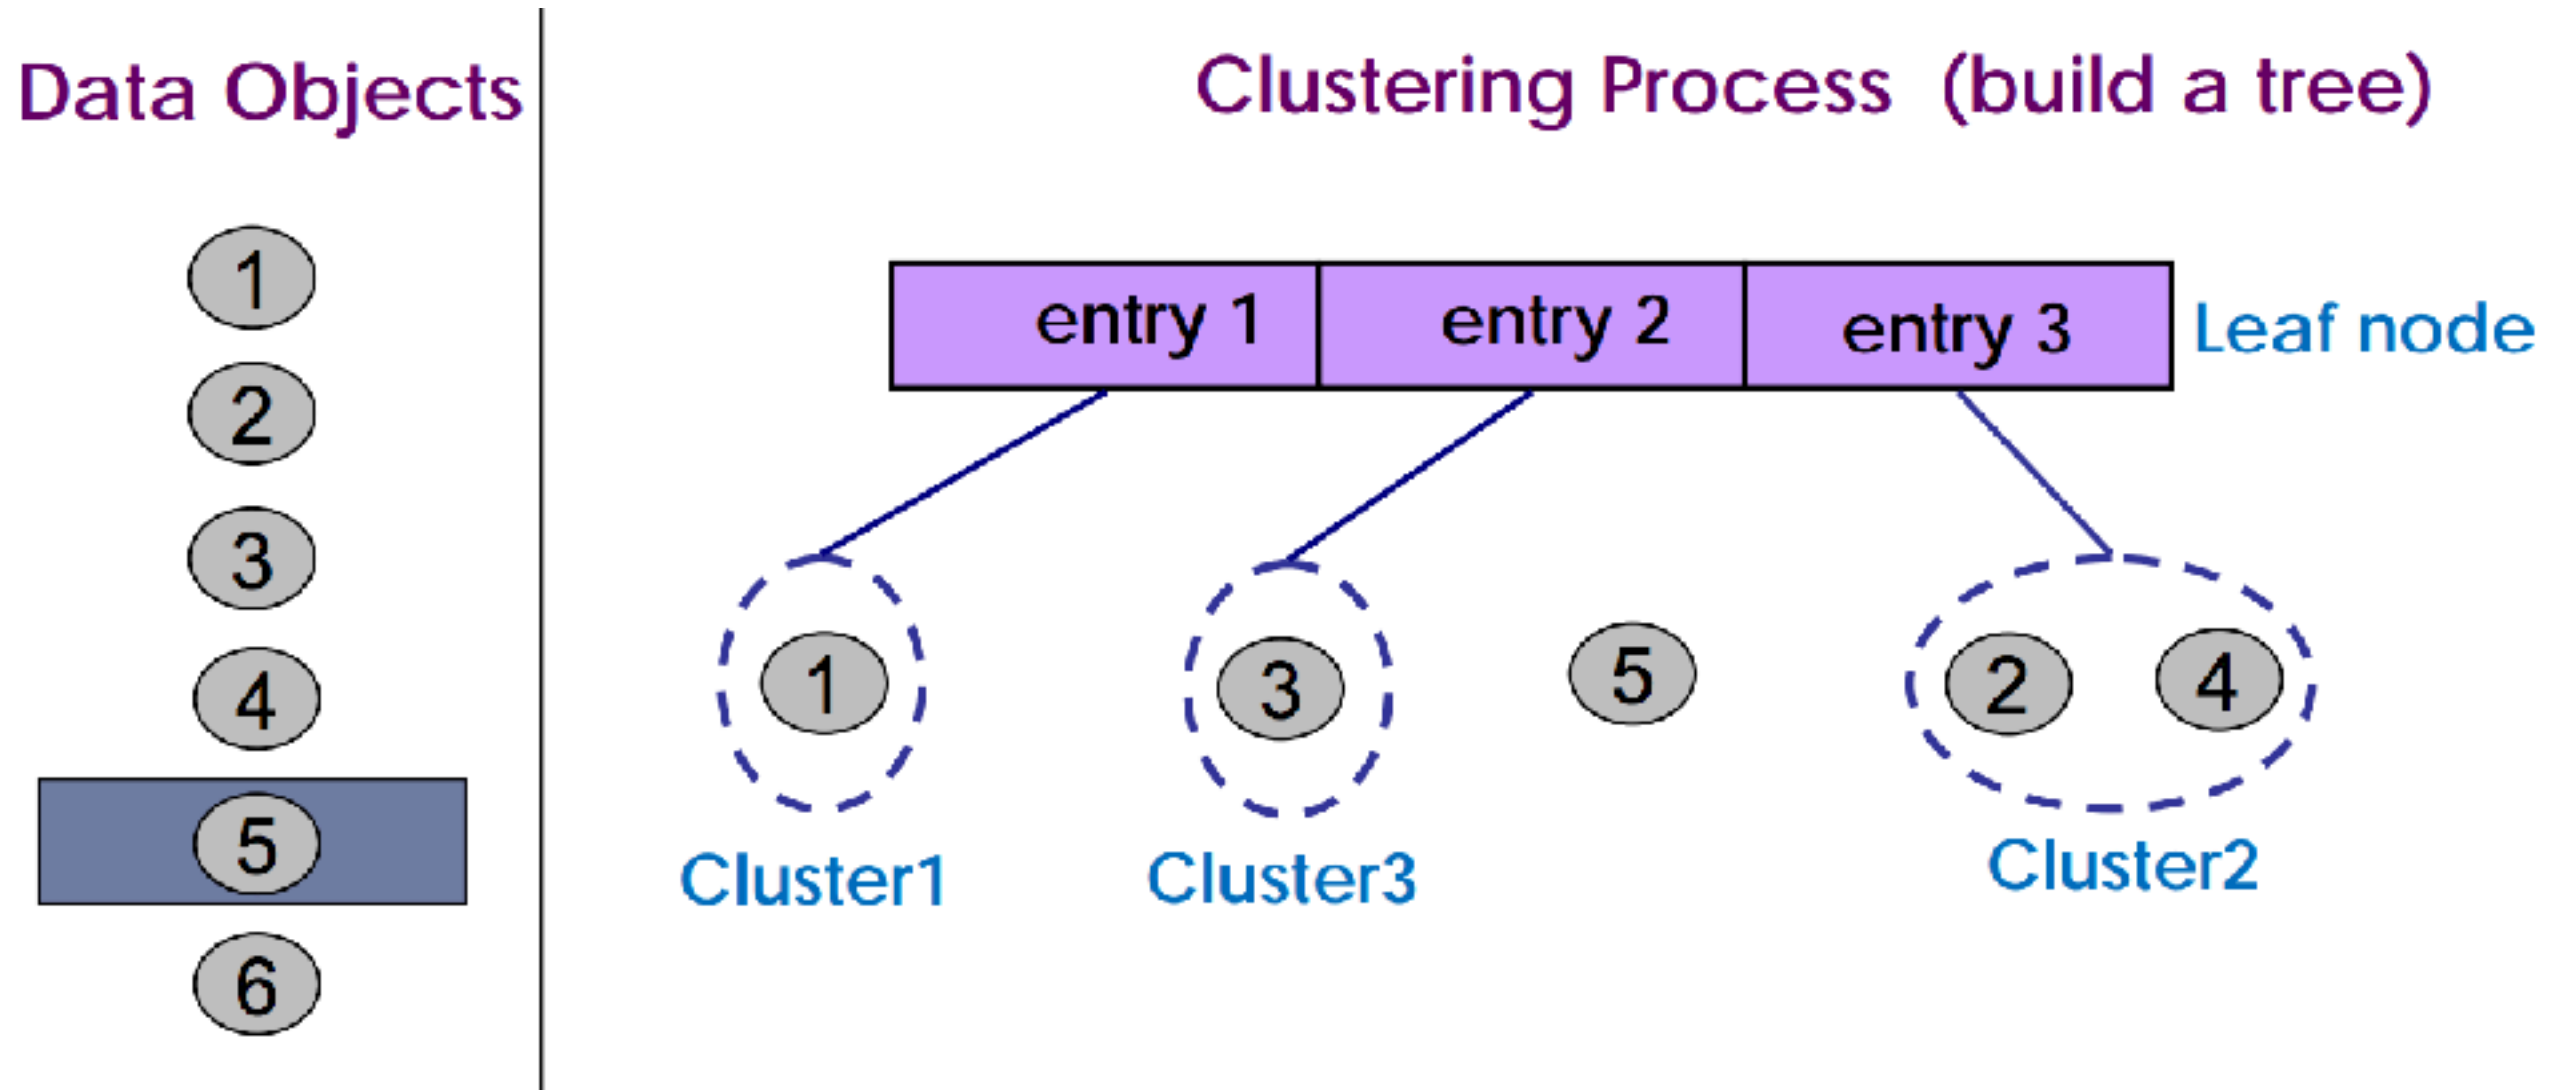 Data Objects
1
2
3
4
5
6
Clustering Process (build a tree)
entry 1 entry 2 entry 3 Leaf node
1 3 5 2 4
Cluster1 Cluster3 Cluster2